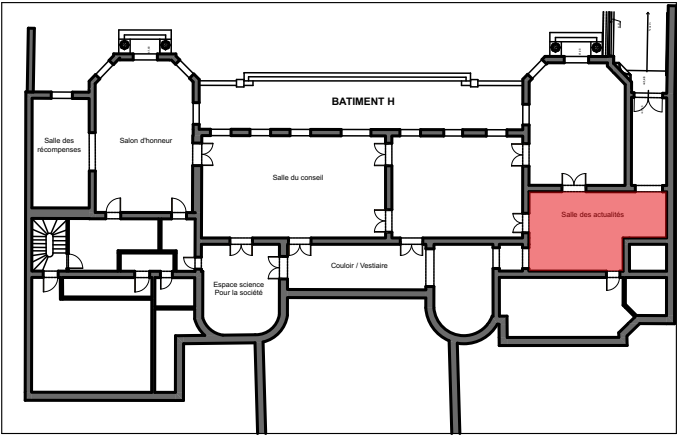 BATIMENT H
Salle des
récompenses
Salon d'honneur
Salle du conseil
Salle des actualités
Couloir / Vestiaire
Espace science
Pour la société